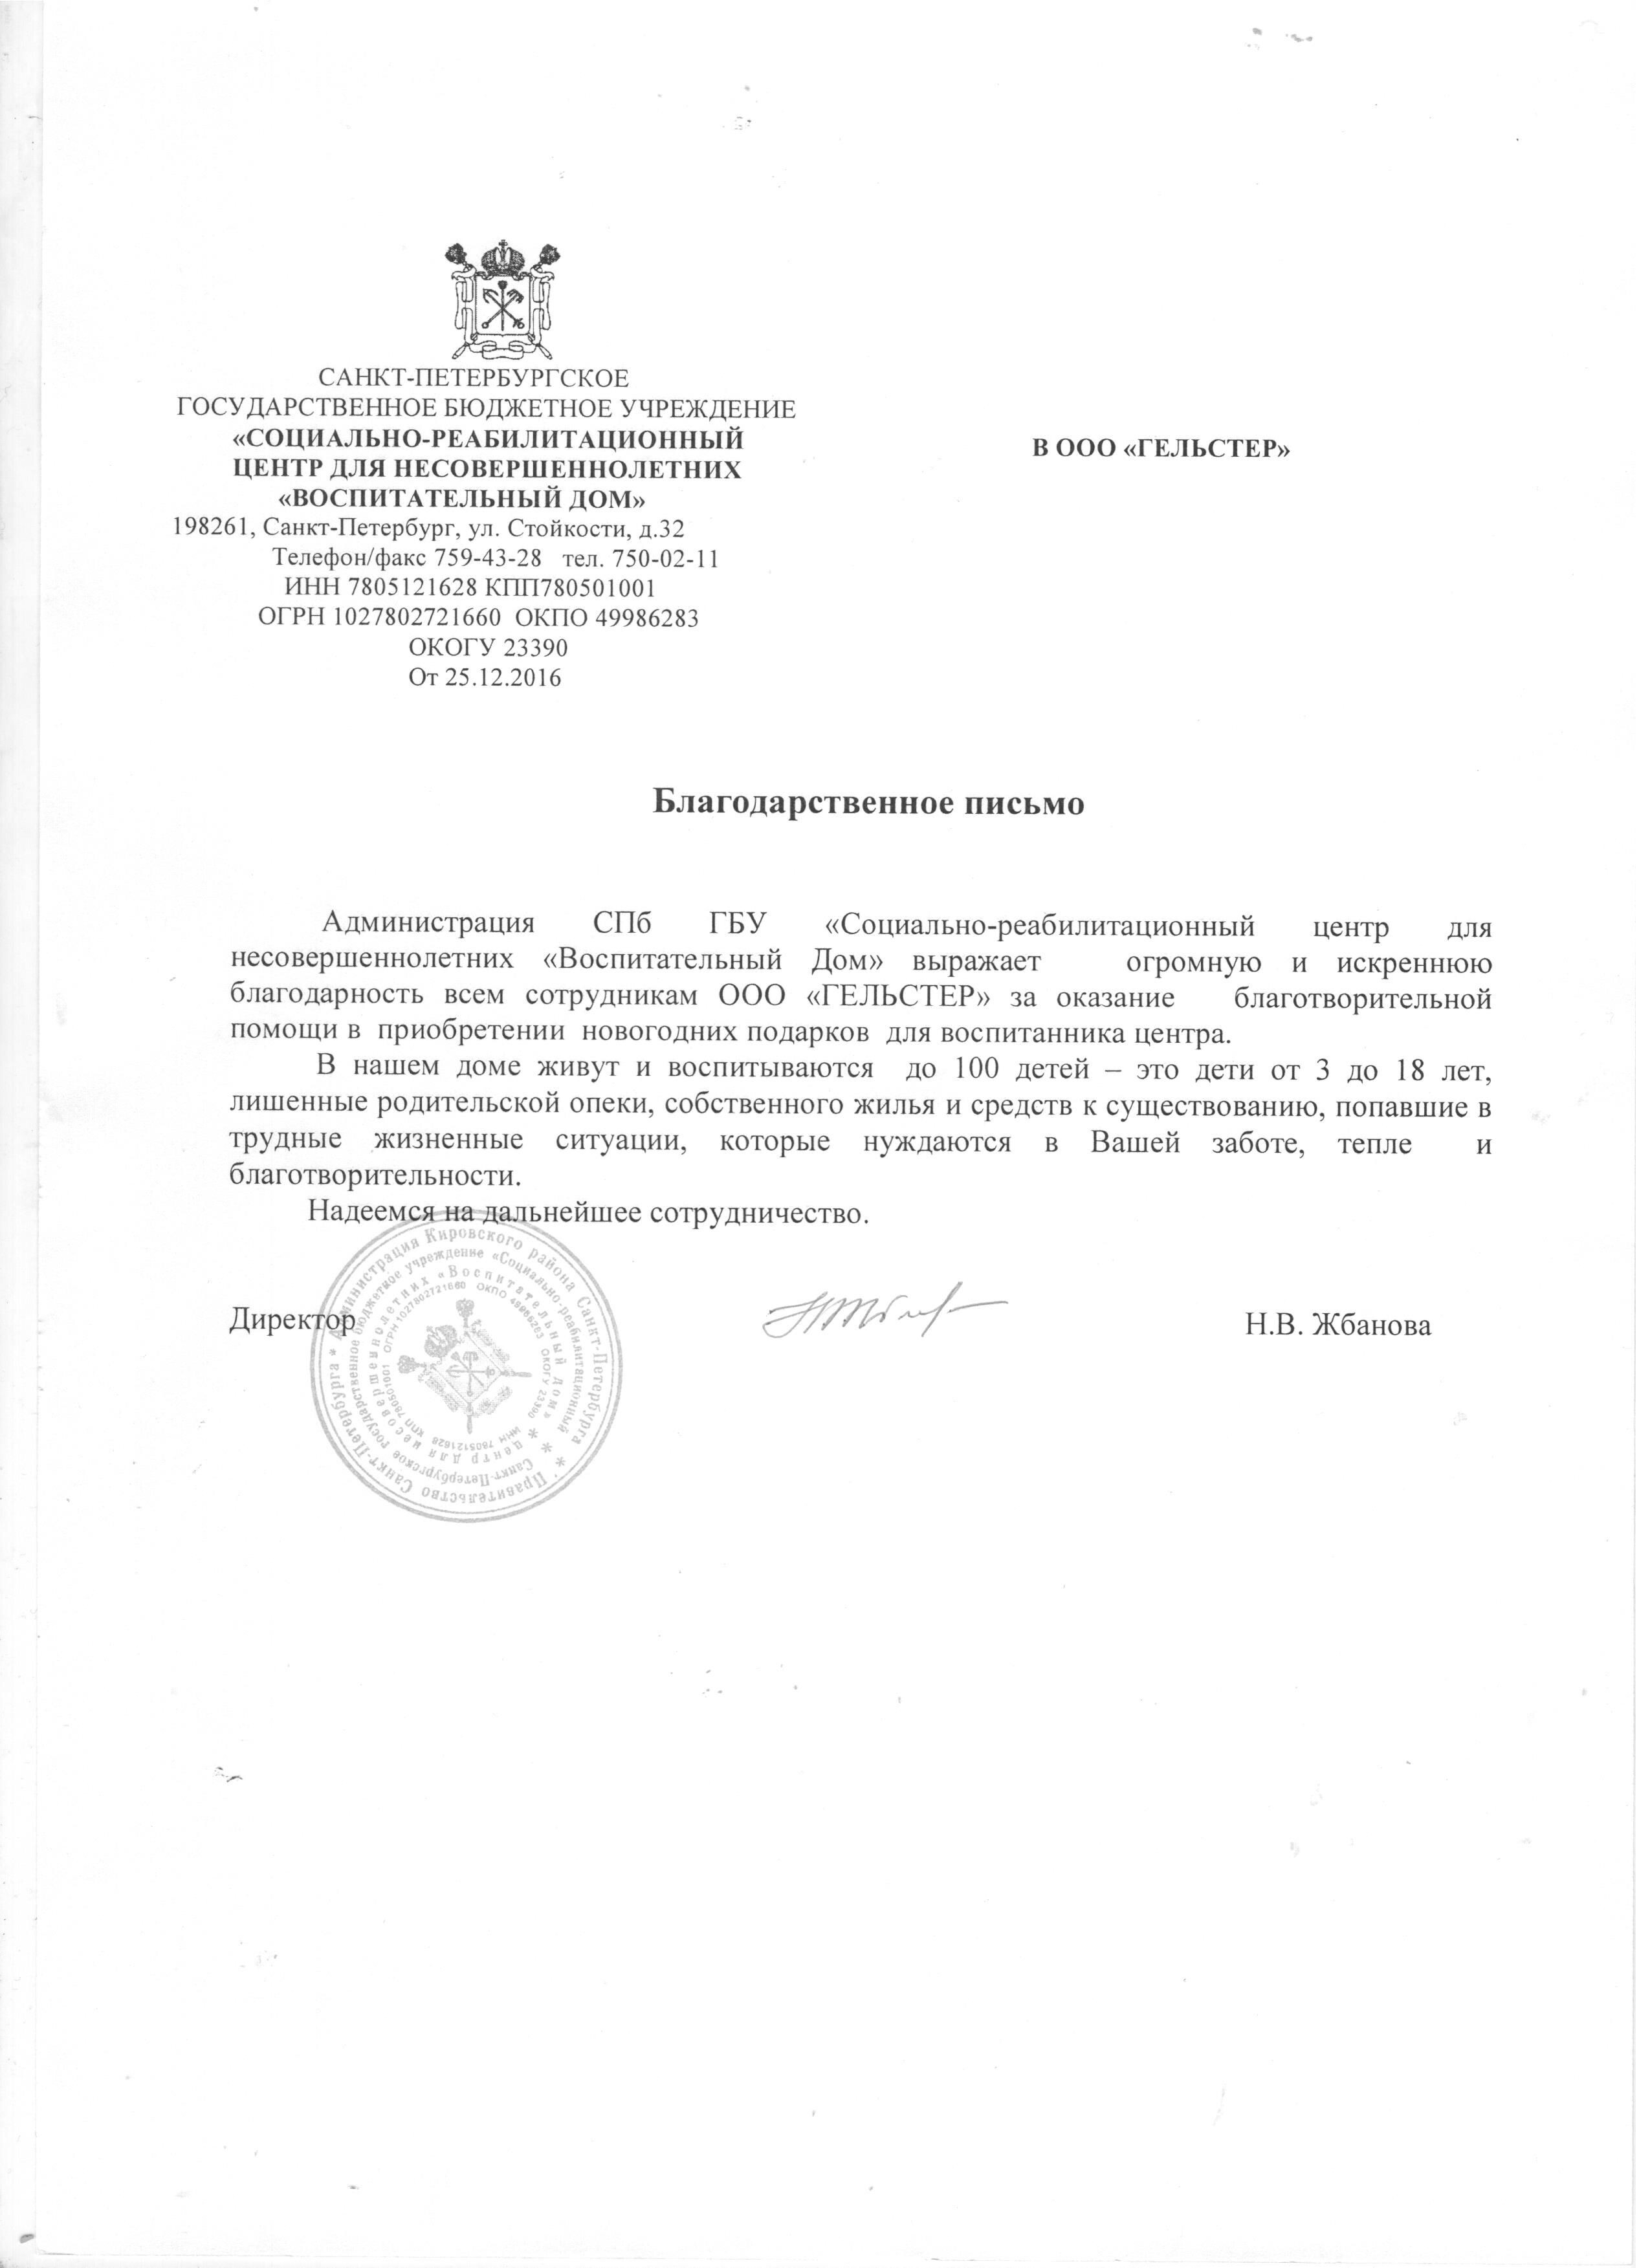 САНКТ-ПЕТЕРБУРГСКОЕ
ГОСУДАРСТВЕННОЕ БЮДЖЕТНОЕ УЧРЕЖДЕНИЕ
«СОЦИАЛЬНО-РЕАБИЛИТАЦИОННЫЙ
ЦЕНТР ДЛЯ НЕСОВЕРШЕННОЛЕТНИХ
«ВОСПИТАТЕЛЬНЫЙ ДОМ»
198261, Санкт-Петербург, ул. Стойкости, д.32
Телефон/факс 759-43-28 тел. 750-02-11
ИНН 7805121628 КПП780501001
ОГРН 1027802721660 ОКПО 49986283
ОКОГУ 23390
От 25.12.2016
В ООО «ГЕЛЬСТЕР»
Благодарственное письмо
Администрация СПб ГБУ «Социально-реабилитационный центр для
несовершеннолетних «Воспитательный Дом» выражает огромную и искреннюю
благодарность всем сотрудникам ООО «ГЕЛЬСТЕР» за оказание благотворительной
помощи в приобретении новогодних подарков для воспитанника центра.
В нашем доме живут и воспитываются до 100 детей – это дети от 3 до 18 лет,
лишенные родительской опеки, собственного жилья и средств к существованию, попавшие в
трудные жизненные ситуации, которые нуждаются в Вашей заботе, тепле и
благотворительности.
Надеемся на дальнейшее сотрудничество.
Директор
Н.В. Жбанова
Правительство Санкт-Петербурга * Администрация Кировского района Санкт-Петербурга *
Санкт-Петербургское государственное бюджетное учреждение «Социально-реабилитационный *
центр для несовершеннолетних «Воспитательный дом» *
ИНН 7805121628 КПП 780501001 ОГРН 1027802721660 ОКПО 49986283 ОКОГУ 23390